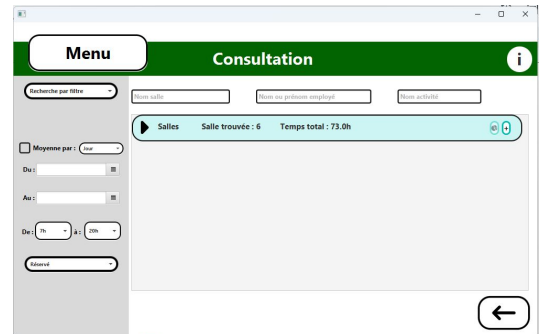 Menu
Consultation
i
Recherche par filtre
Nom salle
Nom ou prénom employé
Nom activité
Salles Salle trouvée : 6 Temps total : 73.0h
Moyenne par : Jour
Du :
Au :
De : 7h à : 20h
Réservé